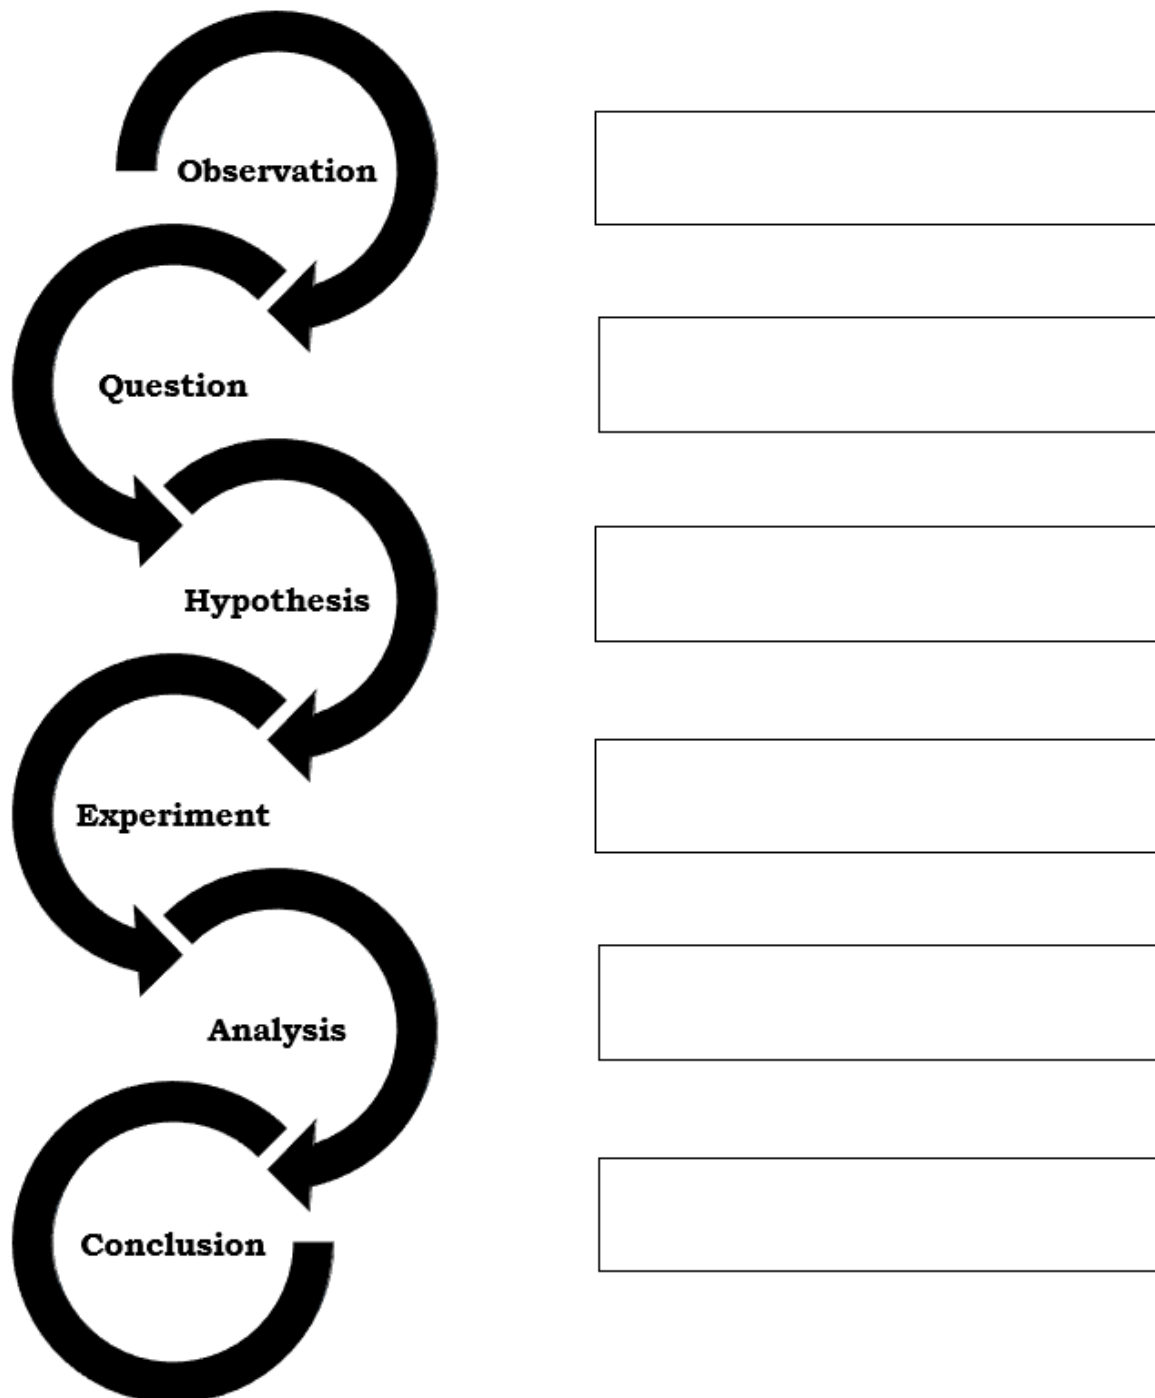 Observation
Question
Hypothesis
Experiment
Analysis
Conclusion